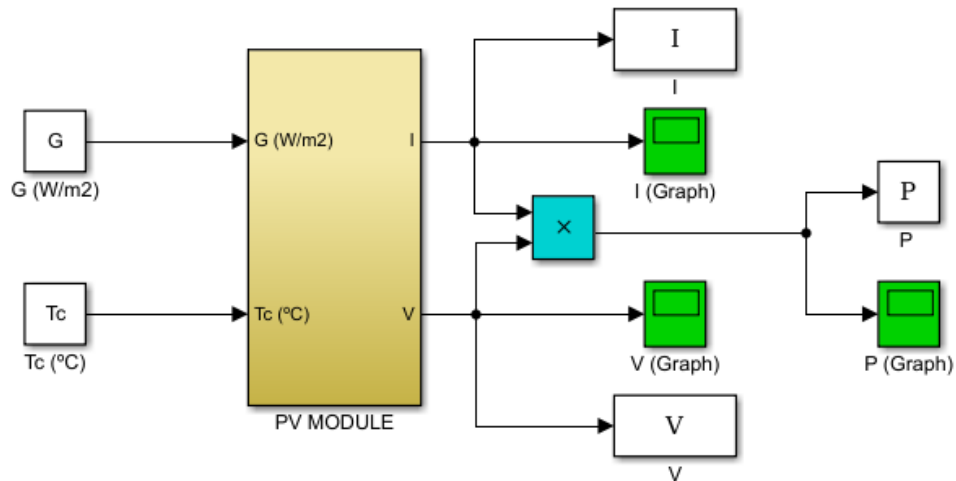 I
I
G
G (W/m2)
G (W/m2)
I
I (Graph)
×
P
P
Tc
Tc (ºC)
Tc (ºC)
V
V (Graph)
P (Graph)
PV MODULE
V
V